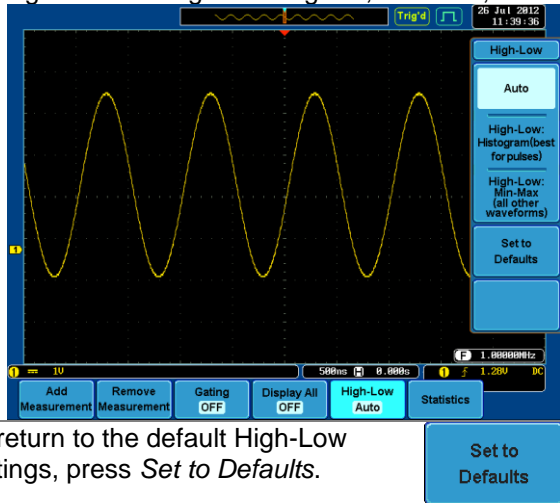 Trig'd
26 Jul 2012
11:39:36
High-Low
Auto
High-Low:
Histogram(best
for pulses)
High-Low:
Min-Max
(all other
waveforms)
Set to
Defaults
1
F 1.00000MHz
1 1V
500ns H 0.000s
1 1.28V DC
Add
Measurement
Remove
Measurement
Gating
OFF
Display All
OFF
High-Low
Auto
Statistics
return to the default High-Low
tings, press Set to Defaults.
Set to
Defaults